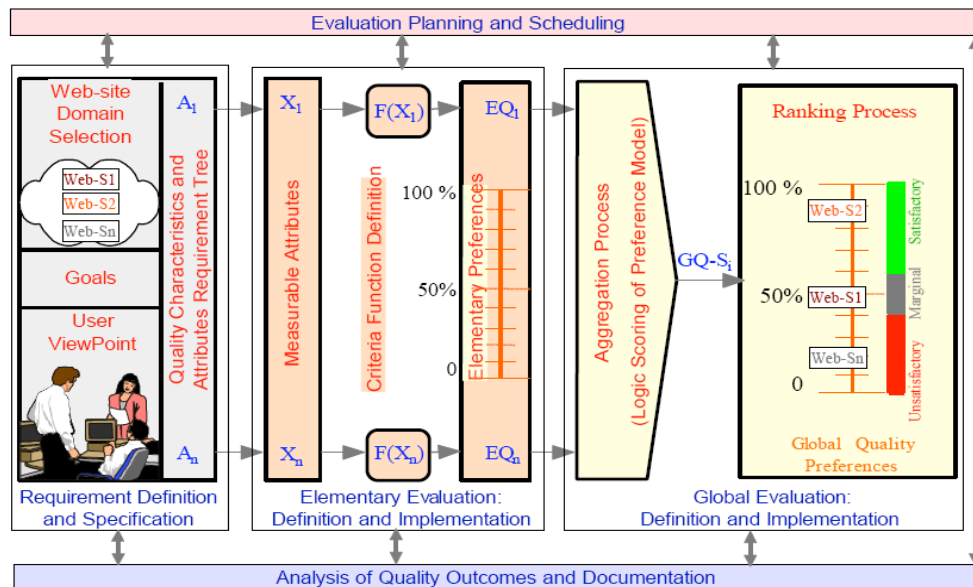 Evaluation Planning and Scheduling
Web-site
Domain
Selection
Web-S1
Web-S2
Web-Sn
Goals
User
ViewPoint
Quality Characteristics and
Attributes Requirement Tree
A1
An
Requirement Definition
and Specification
X1
Measurable Attributes
Xn
F(X1)
Criteria Function Definition
F(Xn)
100 %
50%
0
EQ1
Elementary Preferences
EQn
Elementary Evaluation:
Definition and Implementation
Aggregation Process
(Logic Scoring of Preference Model)
GQ-Si
Ranking Process
100 %
50%
0
Web-S2
Web-S1
Web-Sn
Satisfactory
Marginal
Unsatisfactory
Global Quality
Preferences
Global Evaluation:
Definition and Implementation
Analysis of Quality Outcomes and Documentation